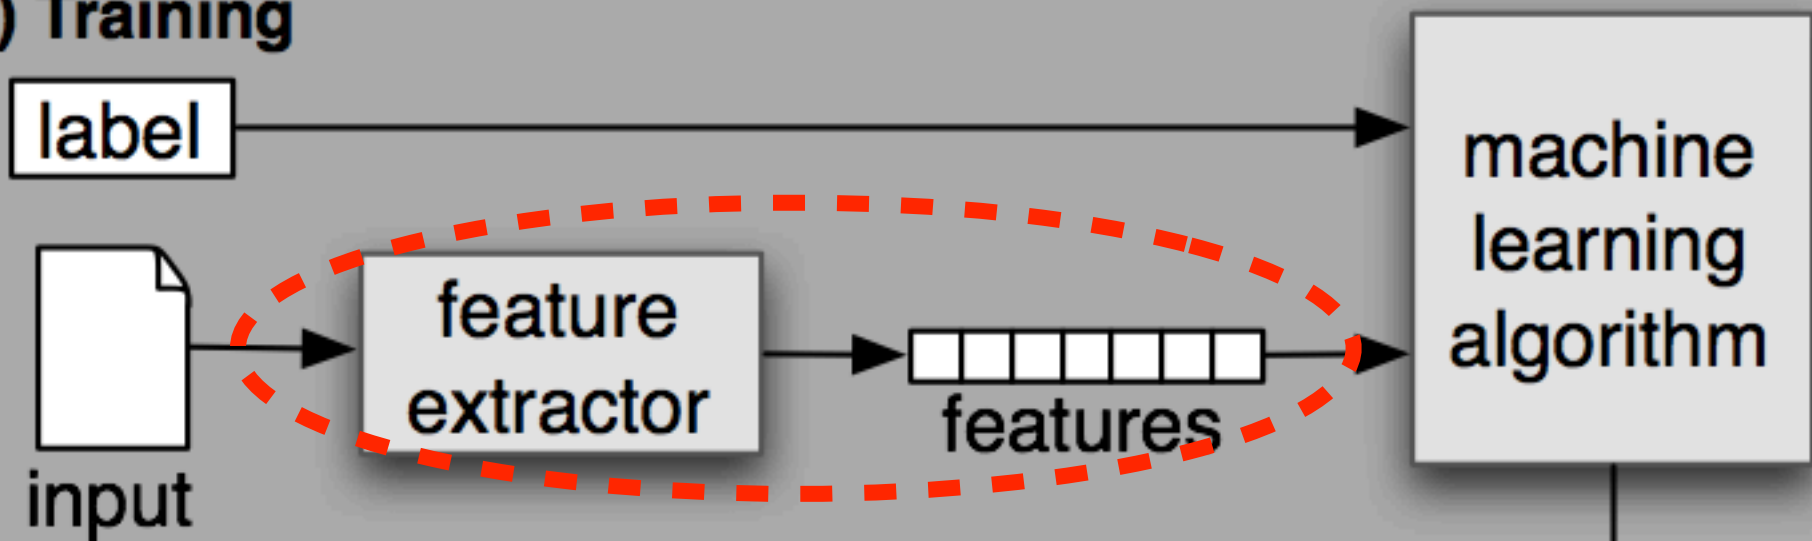 ) Training
label
machine
learning
algorithm
feature
extractor
features
input